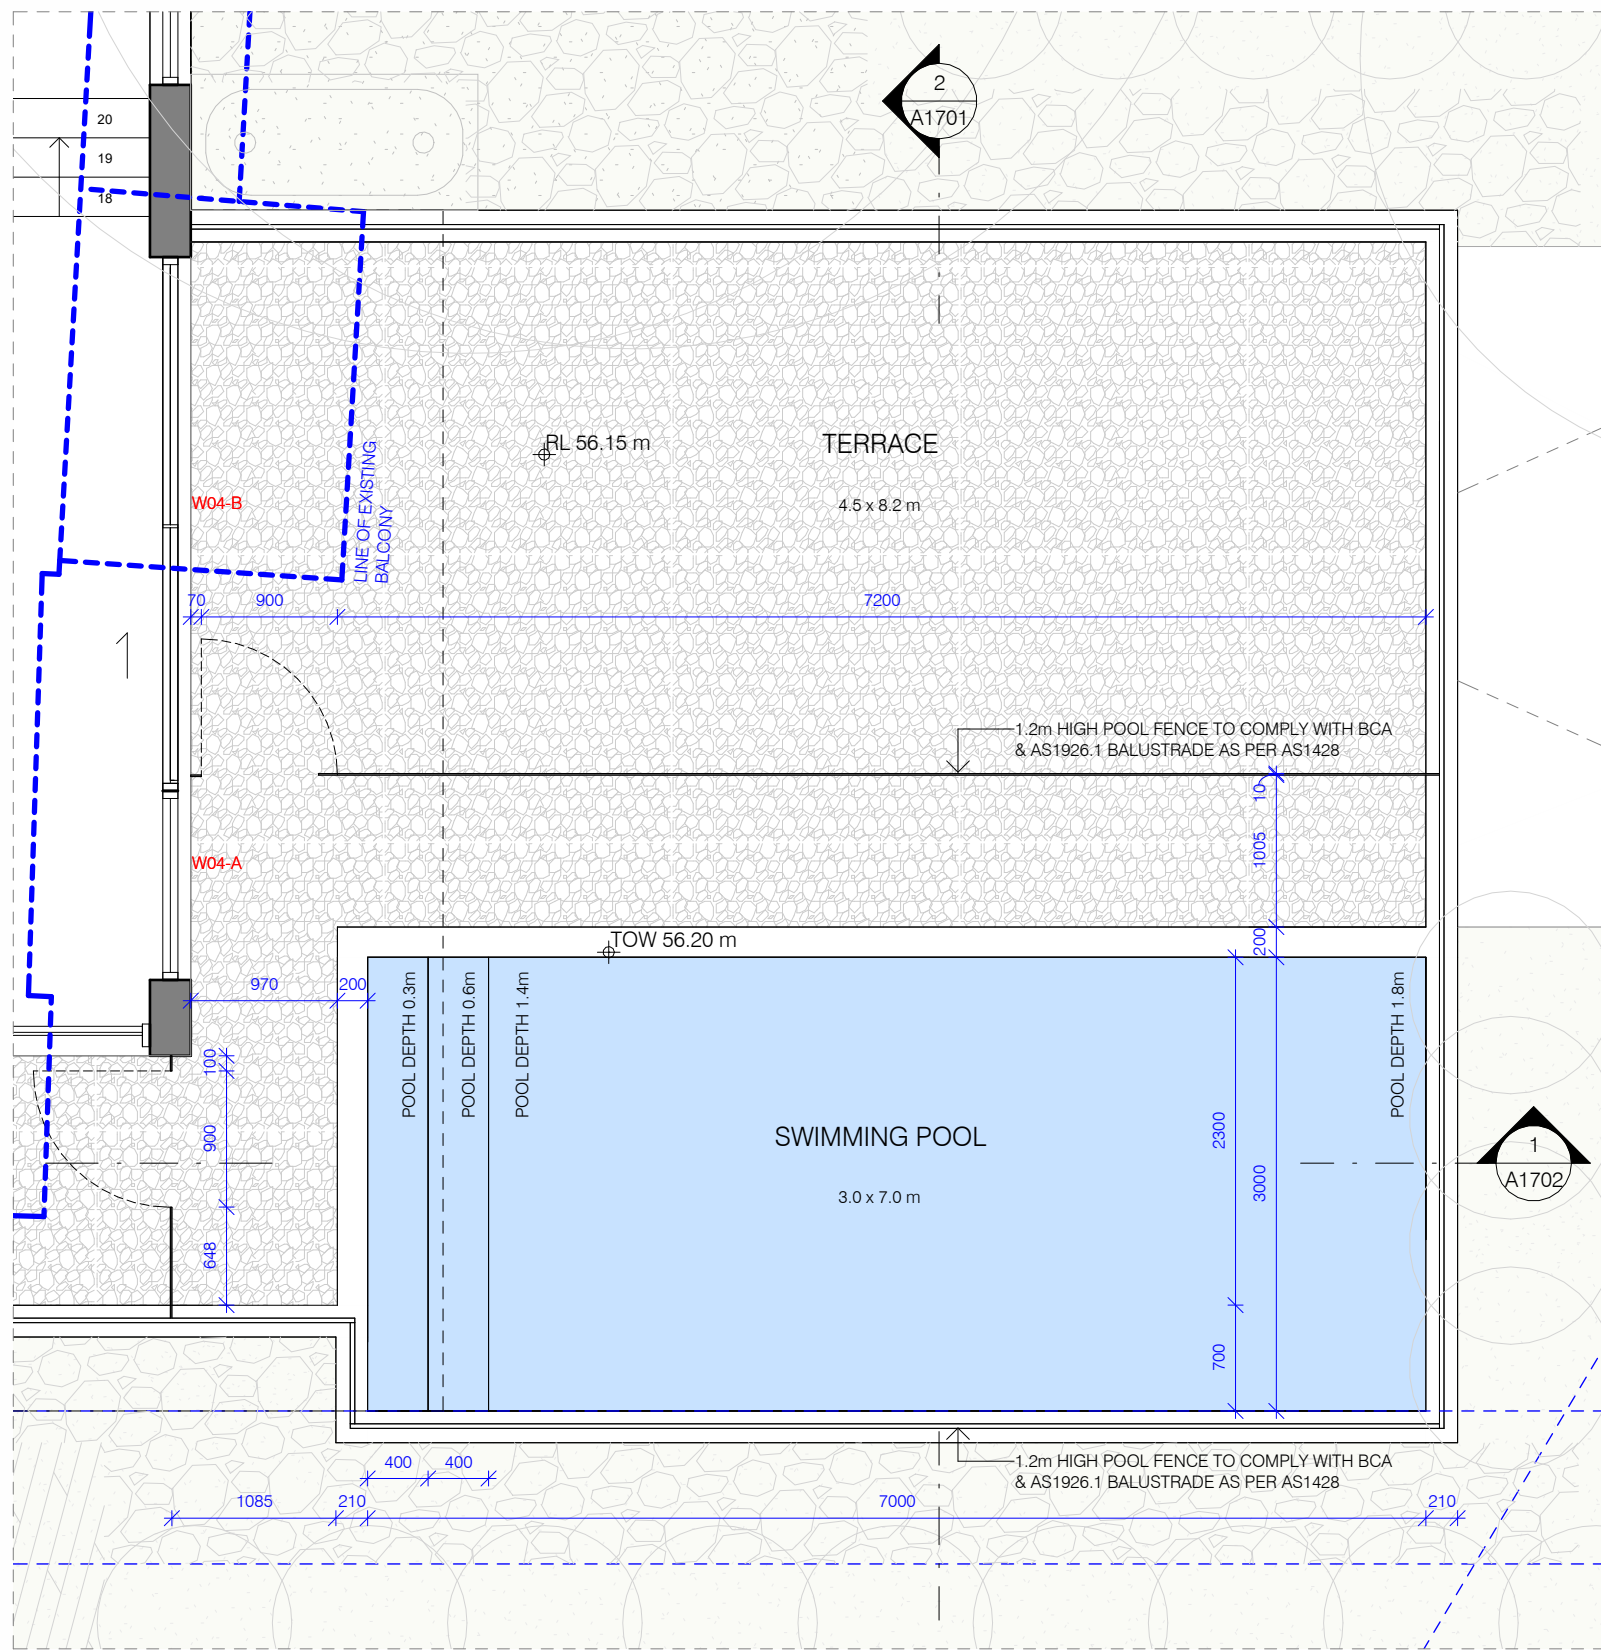 2
A1701
20
19
18
RL 56.15 m
TERRACE
4.5 x 8.2 m
W04-B
LINE OF EXISTING
BALCONY
70
900
7200
1.2m HIGH POOL FENCE TO COMPLY WITH BCA
& AS1926.1 BALUSTRADE AS PER AS1428
10
1005
W04-A
200
TOW 56.20 m
970
200
POOL DEPTH 0.3m
POOL DEPTH 0.6m
POOL DEPTH 1.4m
POOL DEPTH 1.8m
100
900
648
SWIMMING POOL
3.0 x 7.0 m
2300
3000
700
1
A1702
400
400
1.2m HIGH POOL FENCE TO COMPLY WITH BCA
& AS1926.1 BALUSTRADE AS PER AS1428
1085
210
7000
210